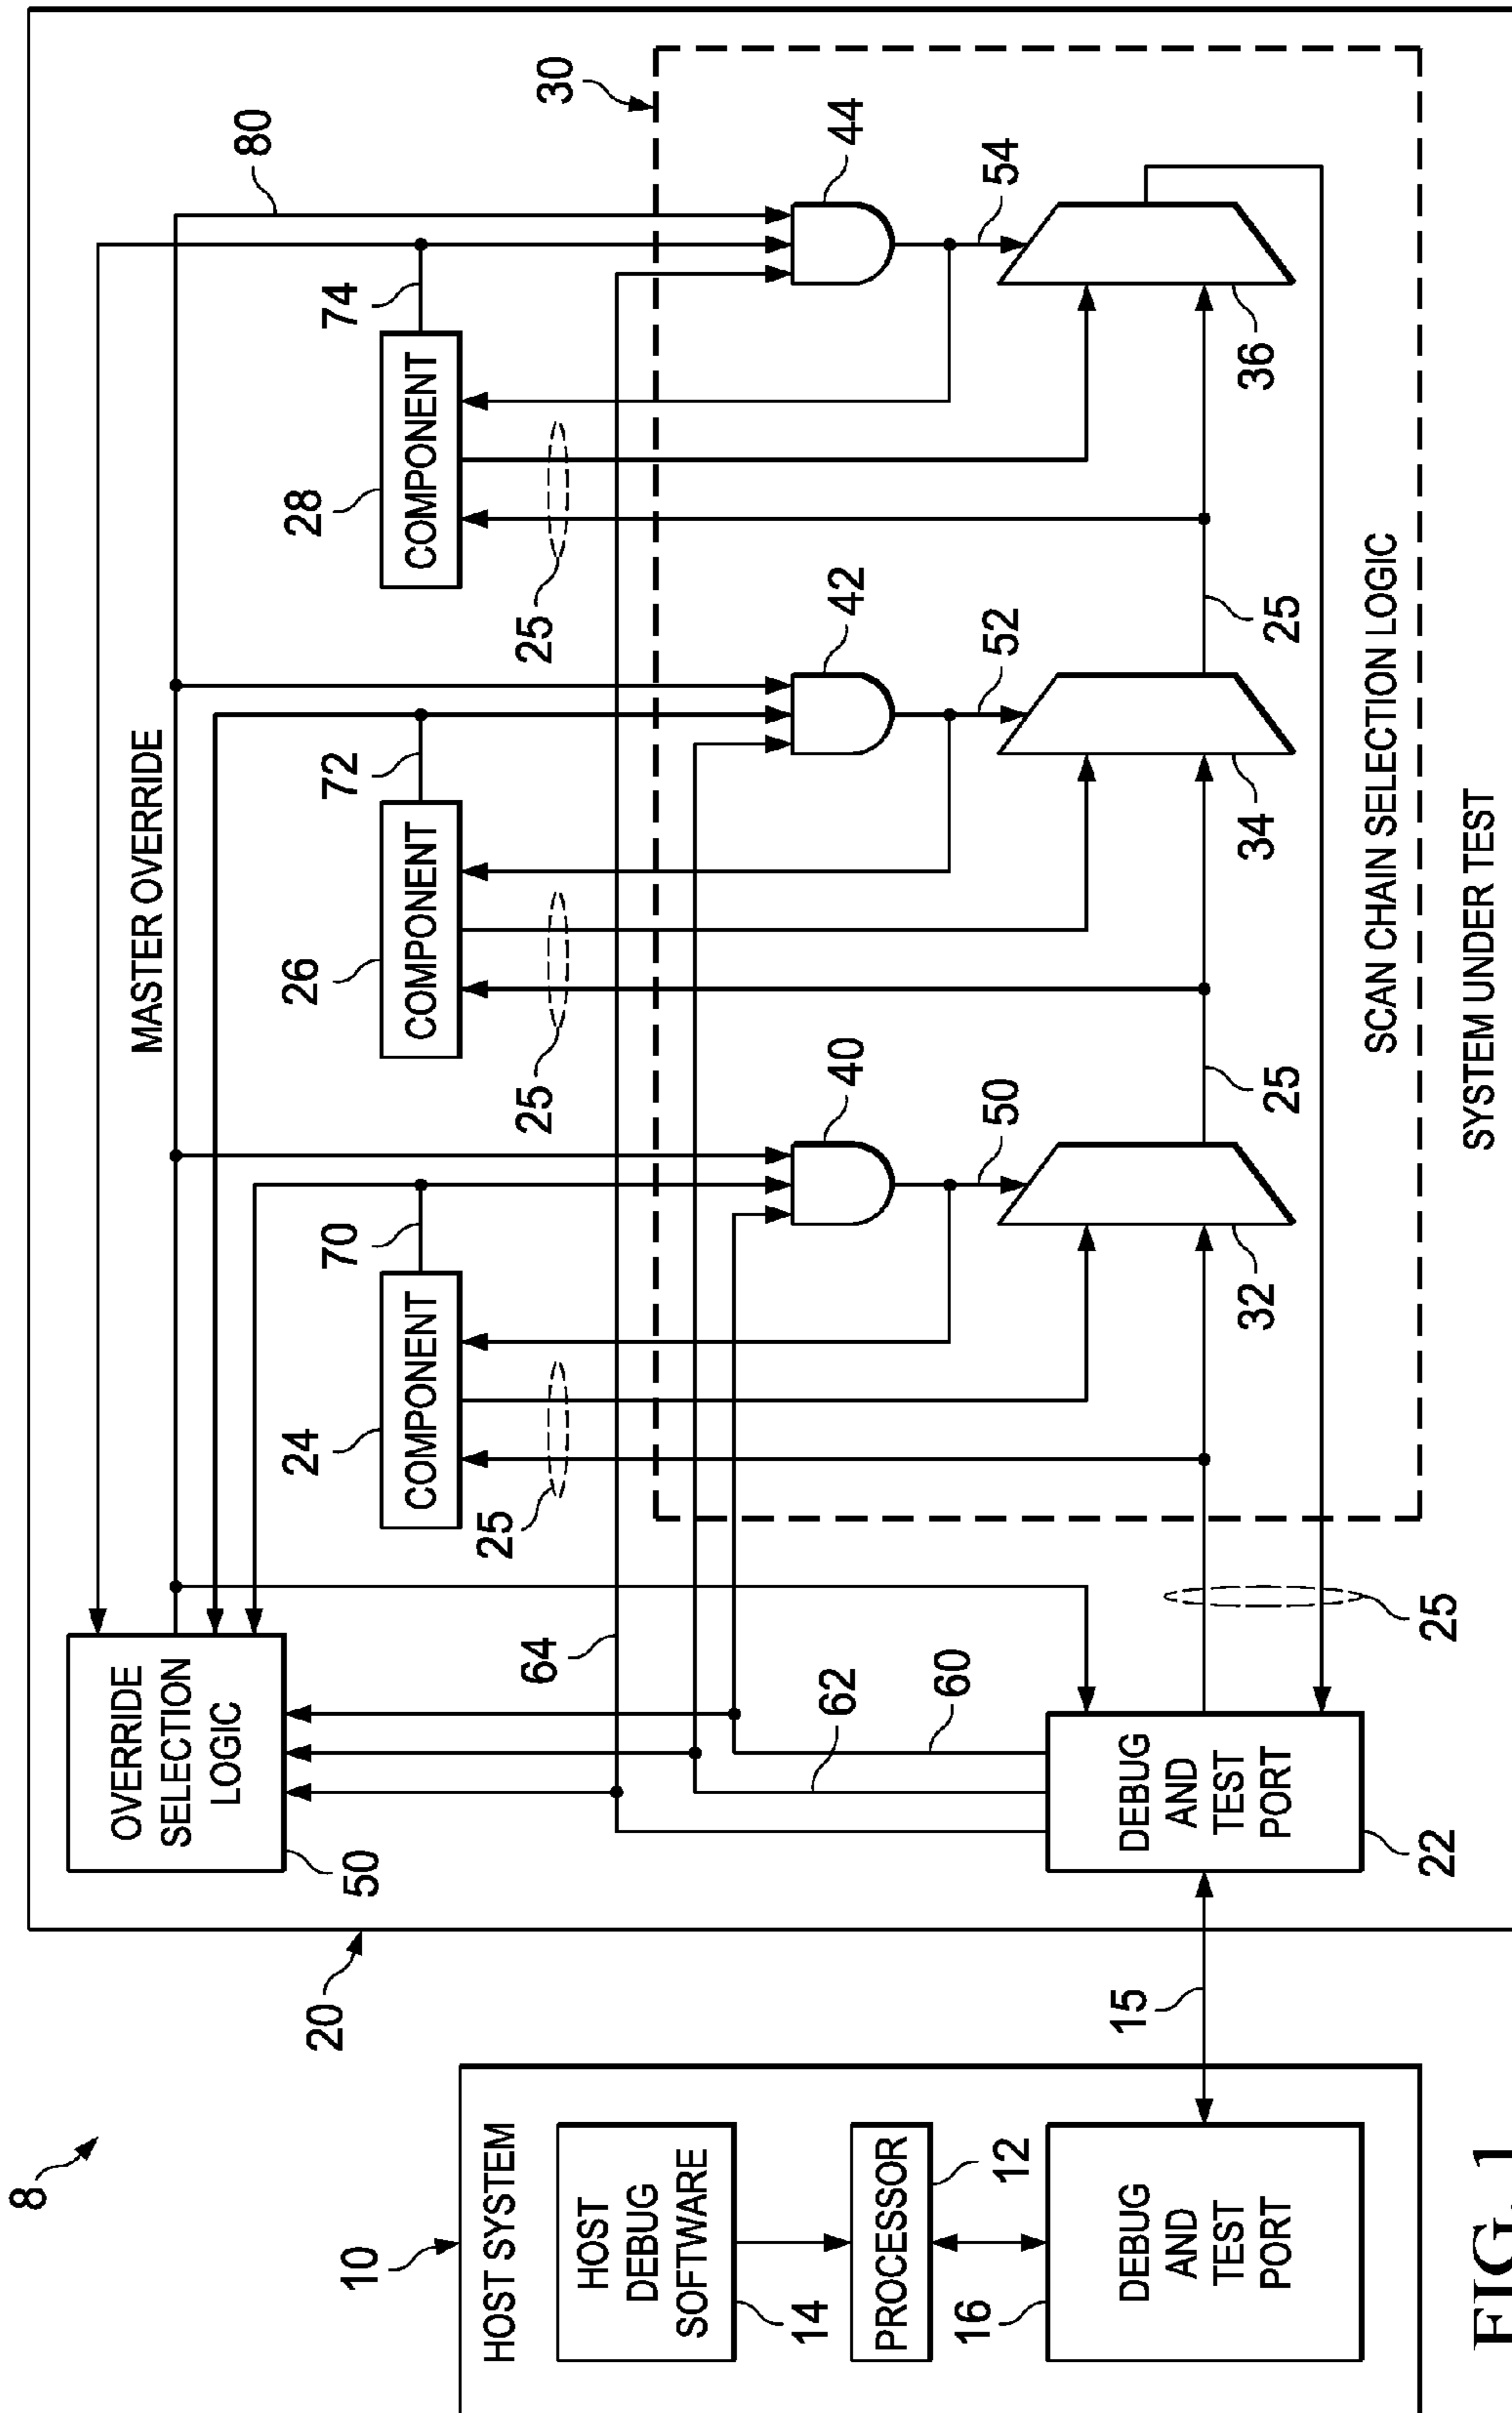 8
10
HOST SYSTEM
HOST
DEBUG
SOFTWARE
14
PROCESSOR
12
16
DEBUG
AND
TEST
PORT
15
20
OVERRIDE
SELECTION
LOGIC
50
64
62
60
DEBUG
AND
TEST
PORT
22
25
MASTER OVERRIDE
80
24
COMPONENT
70
25
26
COMPONENT
72
25
28
COMPONENT
74
25
30
40
50
32
25
42
52
34
25
44
54
36
SCAN CHAIN SELECTION LOGIC
SYSTEM UNDER TEST
FIG. 1